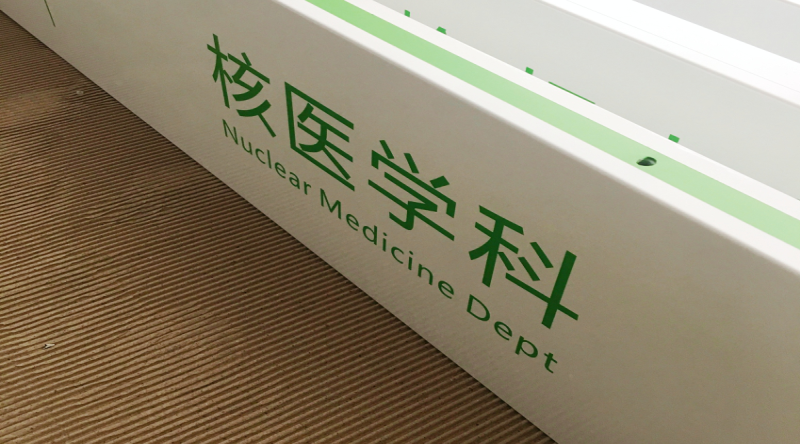 核医学科
Nuclear Medicine Dept